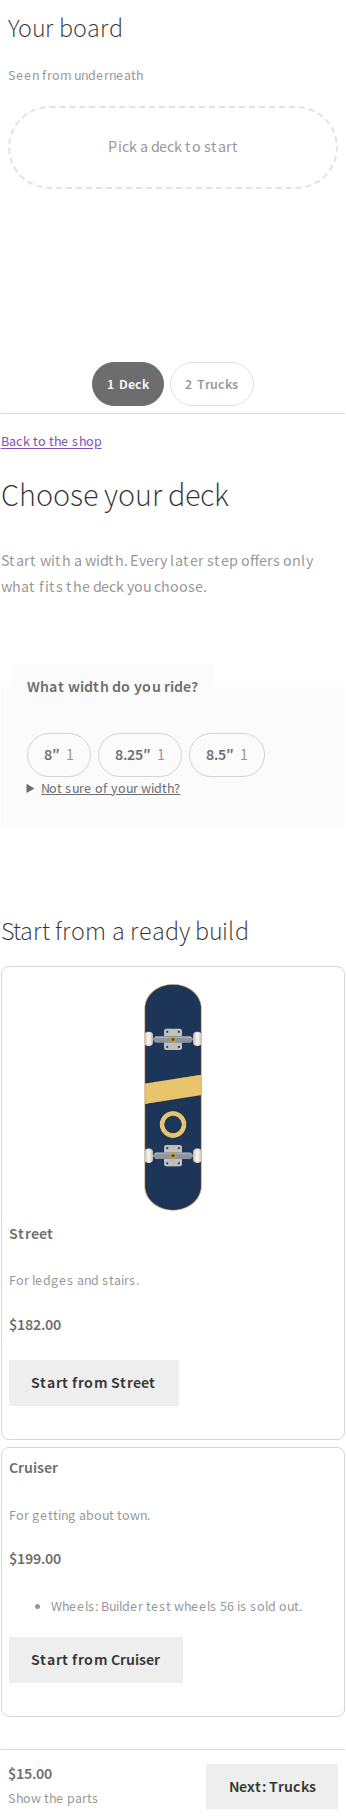 Your board
Seen from underneath
Pick a deck to start
1 Deck
2 Trucks
Back to the shop
Choose your deck
Start with a width. Every later step offers only
what fits the deck you choose.
What width do you ride?
8″ 1
8.25″ 1
8.5″ 1
Not sure of your width?
Start from a ready build
Street
For ledges and stairs.
$182.00
Start from Street
Cruiser
For getting about town.
$199.00
Wheels: Builder test wheels 56 is sold out.
Start from Cruiser
$15.00
Show the parts
Next: Trucks